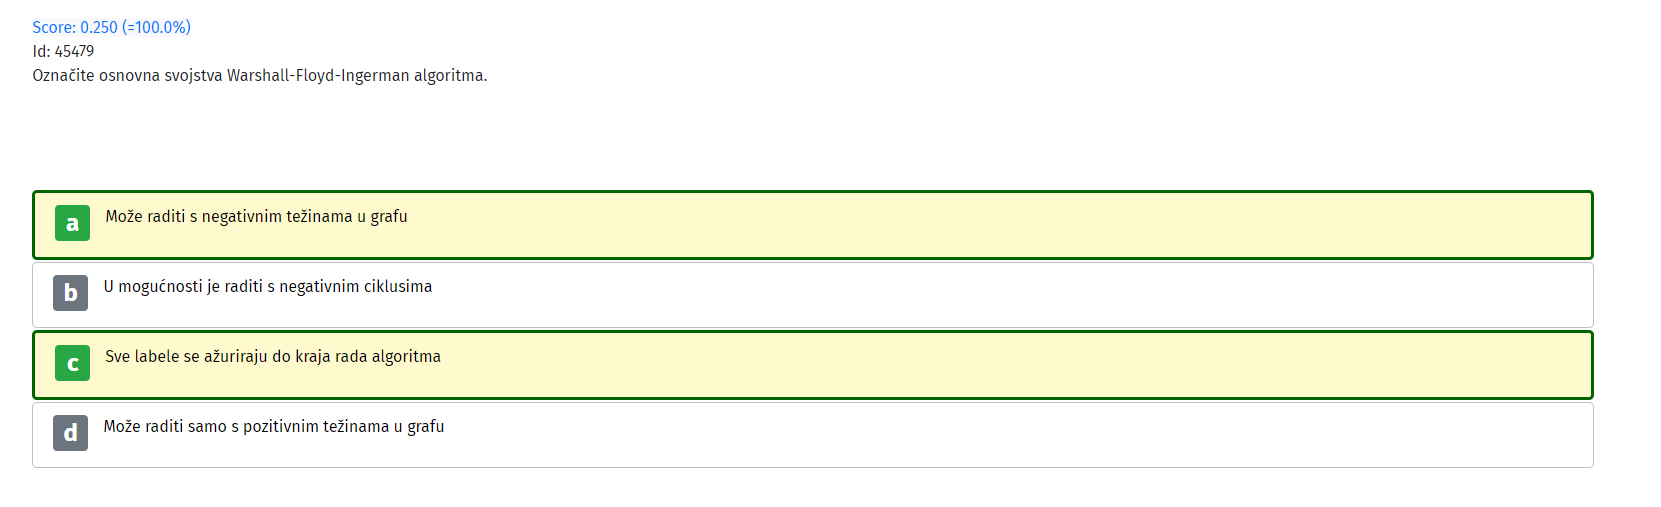 Score: 0.250 (=100.0%)
Id: 45479
Označite osnovna svojstva Warshall-Floyd-Ingerman algoritma.
a Može raditi s negativnim težinama u grafu
b U mogućnosti je raditi s negativnim ciklusima
c Sve labele se ažuriraju do kraja rada algoritma
d Može raditi samo s pozitivnim težinama u grafu